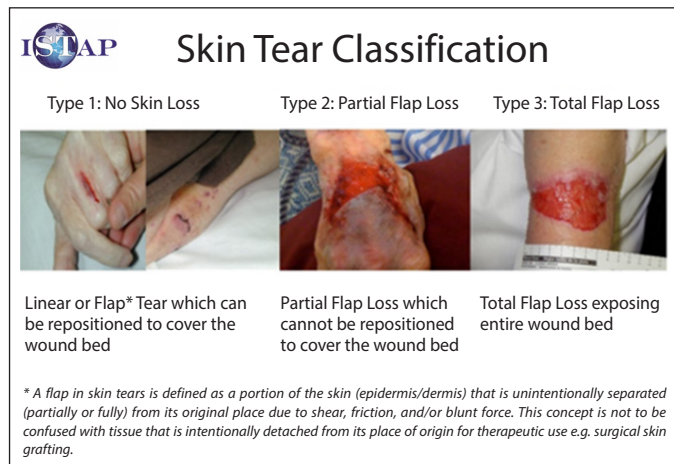 ISTAP
Skin Tear Classification
Type 1: No Skin Loss
Type 2: Partial Flap Loss
Type 3: Total Flap Loss
Linear or Flap* Tear which can
be repositioned to cover the
wound bed
Partial Flap Loss which
cannot be repositioned
to cover the wound bed
Total Flap Loss exposing
entire wound bed
* A flap in skin tears is defined as a portion of the skin (epidermis/dermis) that is unintentionally separated
(partially or fully) from its original place due to shear, friction, and/or blunt force. This concept is not to be
confused with tissue that is intentionally detached from its place of origin for therapeutic use e.g. surgical skin
grafting.